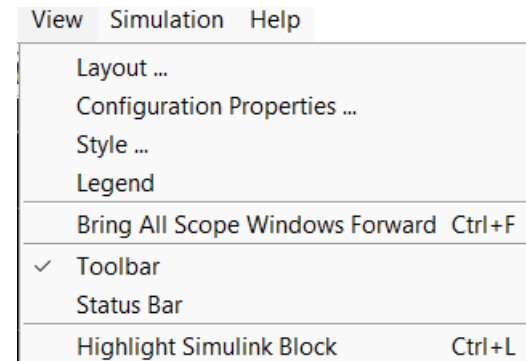 View Simulation Help
Layout ...
Configuration Properties ...
Style ...
Legend
Bring All Scope Windows Forward Ctrl+F
Toolbar
Status Bar
Highlight Simulink Block Ctrl+L